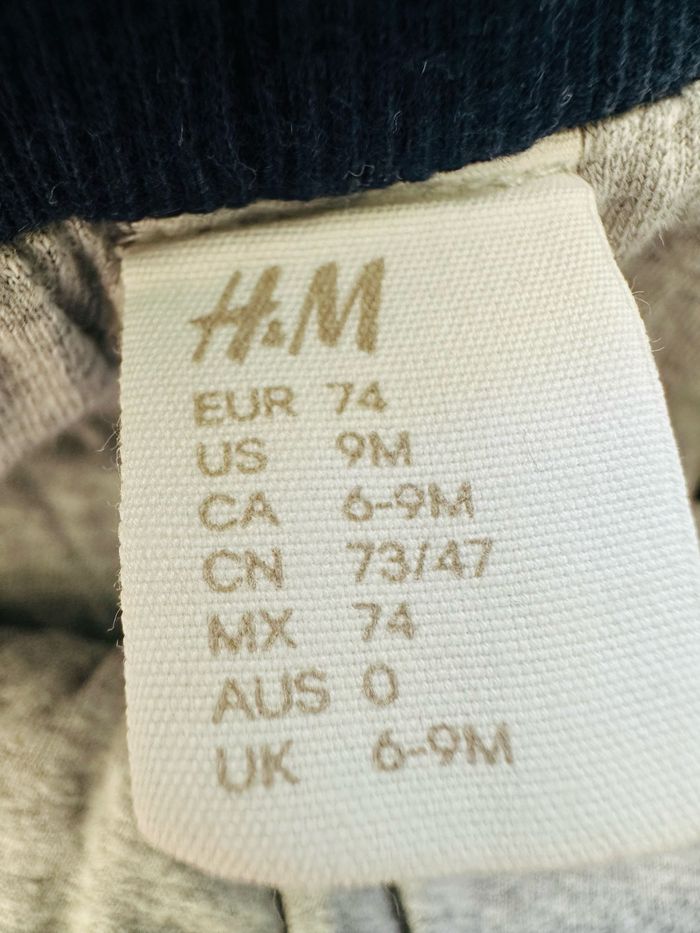 H&M
EUR 74
US 9M
CA 6-9M
CN 73/47
MX 74
AUS 0
UK 6-9M